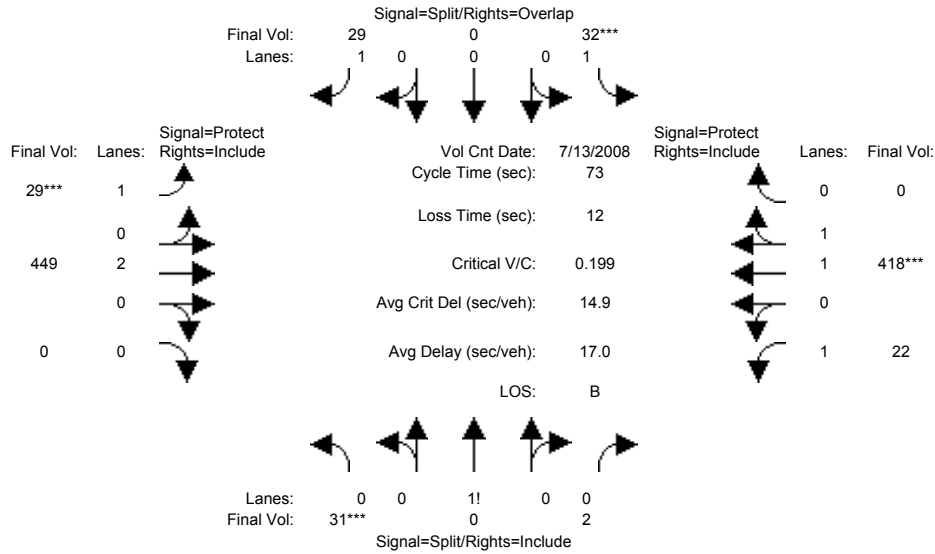 Signal=Split/Rights=Overlap
Final Vol: 29 0 32***
Lanes: 1 0 0 0 1
Signal=Protect
Final Vol: Lanes: Rights=Include
Vol Cnt Date: 7/13/2008
Signal=Protect
Rights=Include Lanes: Final Vol:
Cycle Time (sec): 73
29*** 1
0 0
Loss Time (sec): 12
0
1
449 2
Critical V/C: 0.199
1 418***
0
Avg Crit Del (sec/veh): 14.9
0
0 0
Avg Delay (sec/veh): 17.0
1 22
LOS: B
Lanes: 0 0 1! 0 0
Final Vol: 31*** 0 2
Signal=Split/Rights=Include